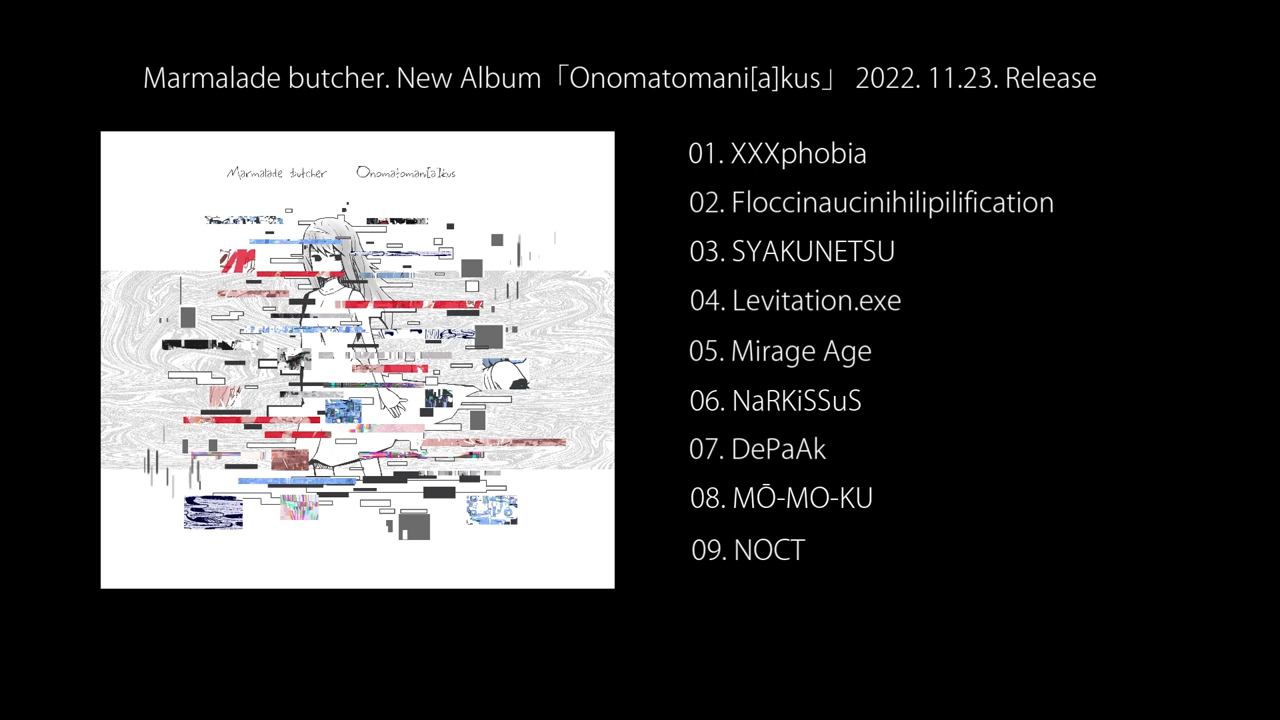 Marmalade butcher. New Album「Onomatomani[a]kus」 2022. 11.23. Release
Marmalade butcher Onomatoman[a]kus
01. XXXphobia
02. Floccinaucinihilipilification
03. SYAKUNETSU
04. Levitation.exe
05. Mirage Age
06. NaRKiSSuS
07. DePaAk
08. MŌ-MO-KU
09. NOCT